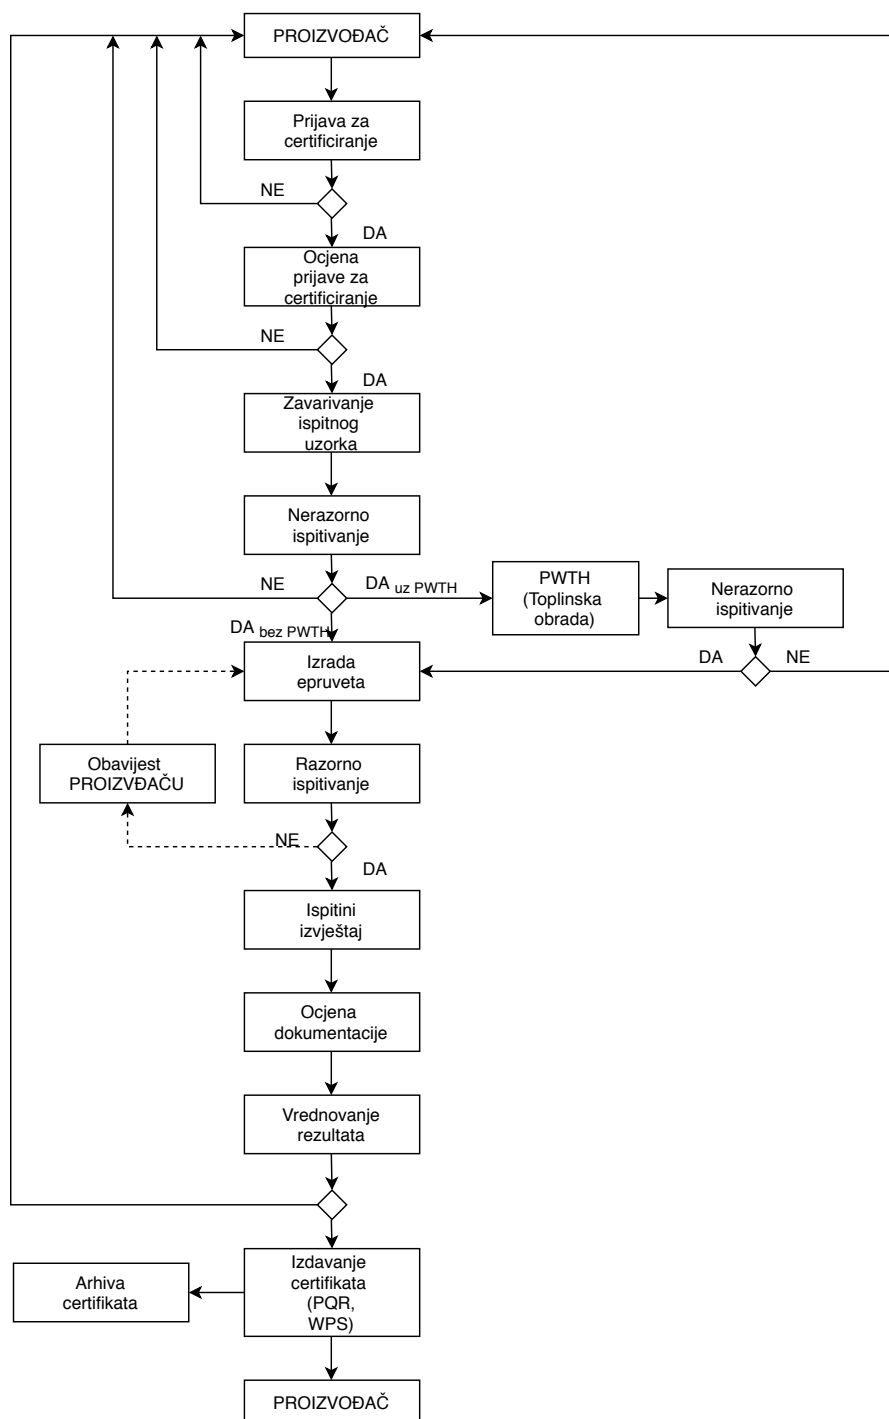 PROIZVOĐAČ
Prijava za
certificiranje
NE
DA
Ocjena
prijave za
certificiranje
NE
DA
Zavarivanje
ispitnog
uzorka
Nerazorno
ispitivanje
NE
DA uz PWTH
PWTH
(Toplinska
obrada)
Nerazorno
ispitivanje
DA bez PWTH
DA
NE
Izrada
epruveta
Obavijest
PROIZVĐAČU
Razorno
ispitivanje
NE
DA
Ispitini
izvještaj
Ocjena
dokumentacije
Vrednovanje
rezultata
Izdavanje
certifikata
(PQR,
WPS)
Arhiva
certifikata
PROIZVOĐAČ